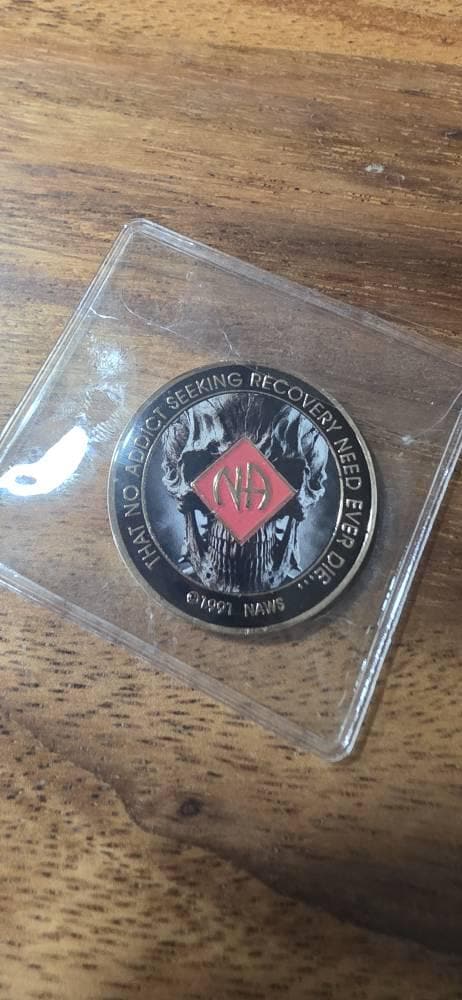 THAT NO ADDICT SEEKING RECOVERY NEED EVER DIE...
NA
©1991 NAWS